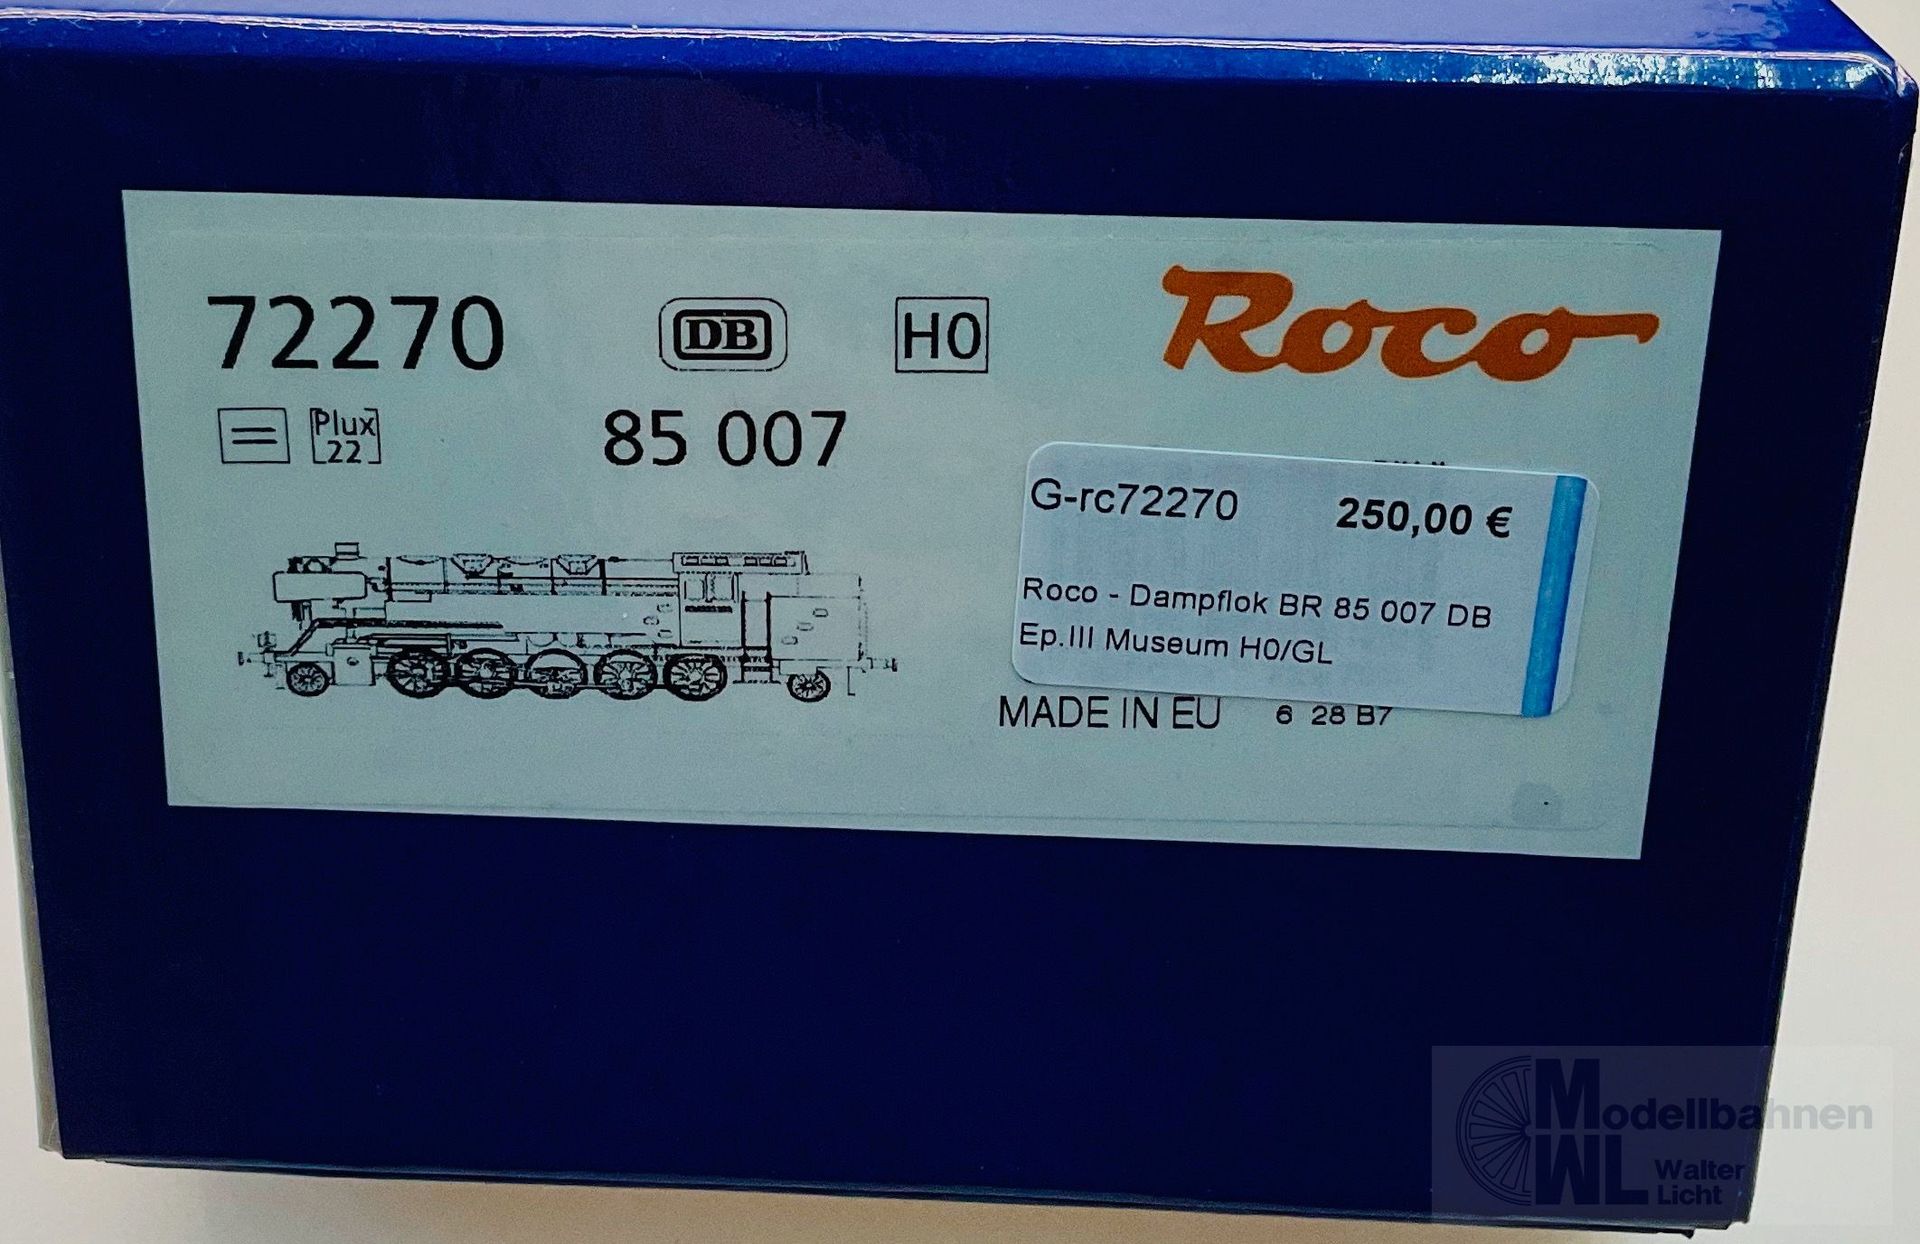 72270 DB H0 Roco
Plux 22 85 007
G-rc72270 250,00 €
Roco - Dampflok BR 85 007 DB
Ep.III Museum H0/GL
MADE IN EU 6 28 B7
Modellbahnen
WL Walter
Licht